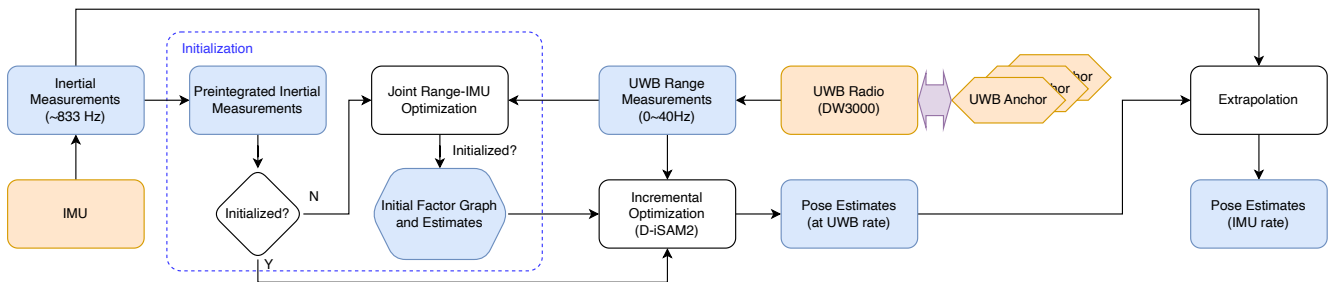 Initialization
Inertial
Measurements
(~833 Hz)
Preintegrated Inertial
Measurements
Joint Range-IMU
Optimization
UWB Range
Measurements
(0~40Hz)
UWB Radio
(DW3000)
UWB Anchor
Extrapolation
Initialized?
IMU
Initialized?
N
Y
Initial Factor Graph
and Estimates
Incremental
Optimization
(D-iSAM2)
Pose Estimates
(at UWB rate)
Pose Estimates
(IMU rate)